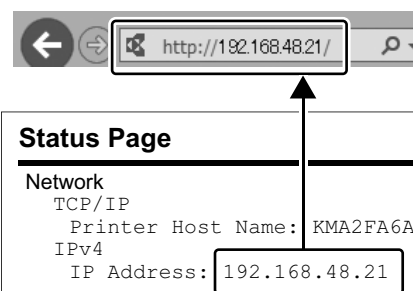 http://192.168.48.21/
Status Page
Network
TCP/IP
Printer Host Name: KMA2FA6A
IPv4
IP Address: 192.168.48.21